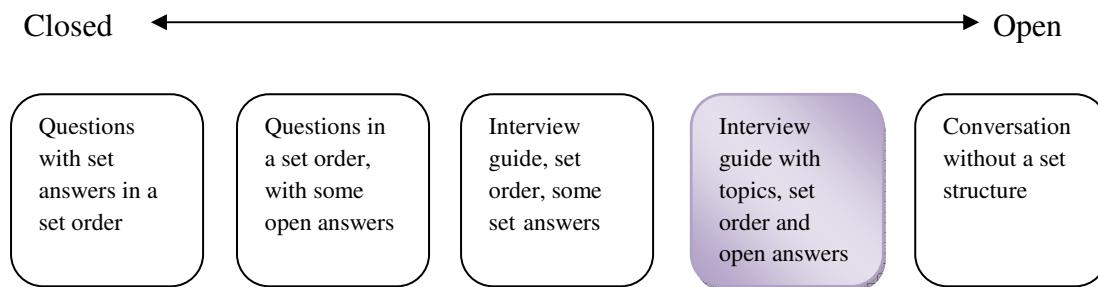 Closed
Open
Questions
with set
answers in a
set order
Questions in
a set order,
with some
open answers
Interview
guide, set
order, some
set answers
Interview
guide with
topics, set
order and
open answers
Conversation
without a set
structure